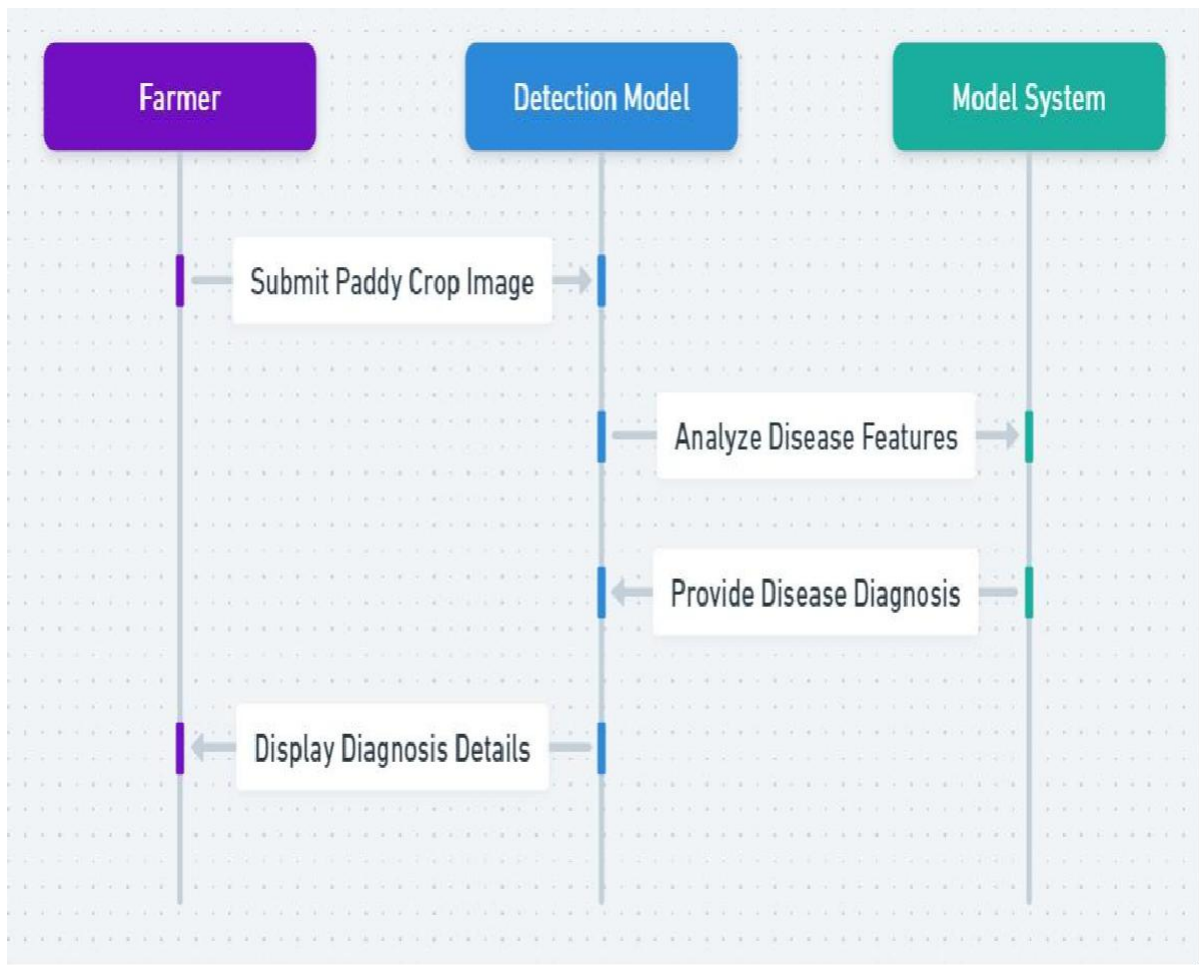 Farmer
Detection Model
Model System
Submit Paddy Crop Image
Analyze Disease Features
Provide Disease Diagnosis
Display Diagnosis Details